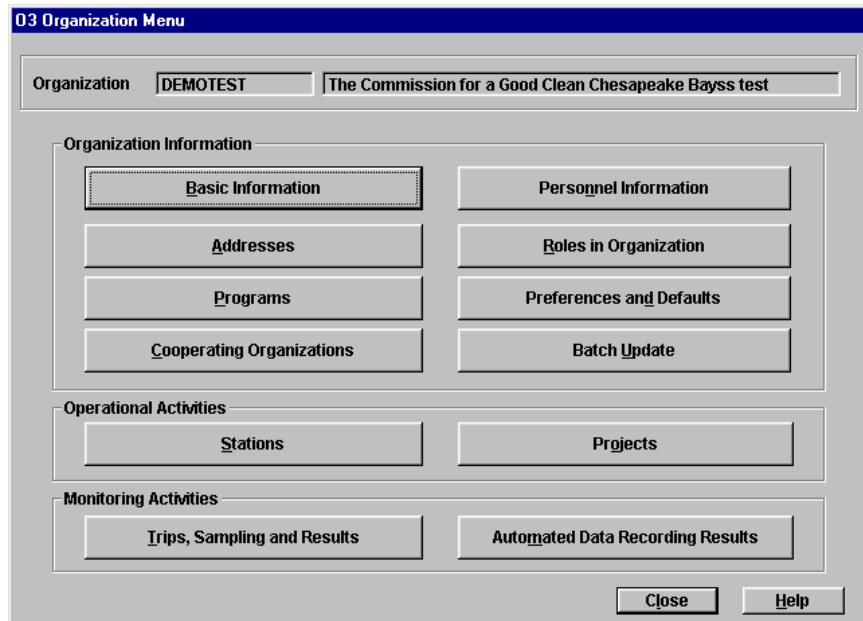 O3 Organization Menu
Organization DEMOTEST The Commission for a Good Clean Chesapeake Bayss test
Organization Information
Basic Information Personnel Information
Addresses Roles in Organization
Programs Preferences and Defaults
Cooperating Organizations Batch Update
Operational Activities
Stations Projects
Monitoring Activities
Trips, Sampling and Results Automated Data Recording Results
Close Help